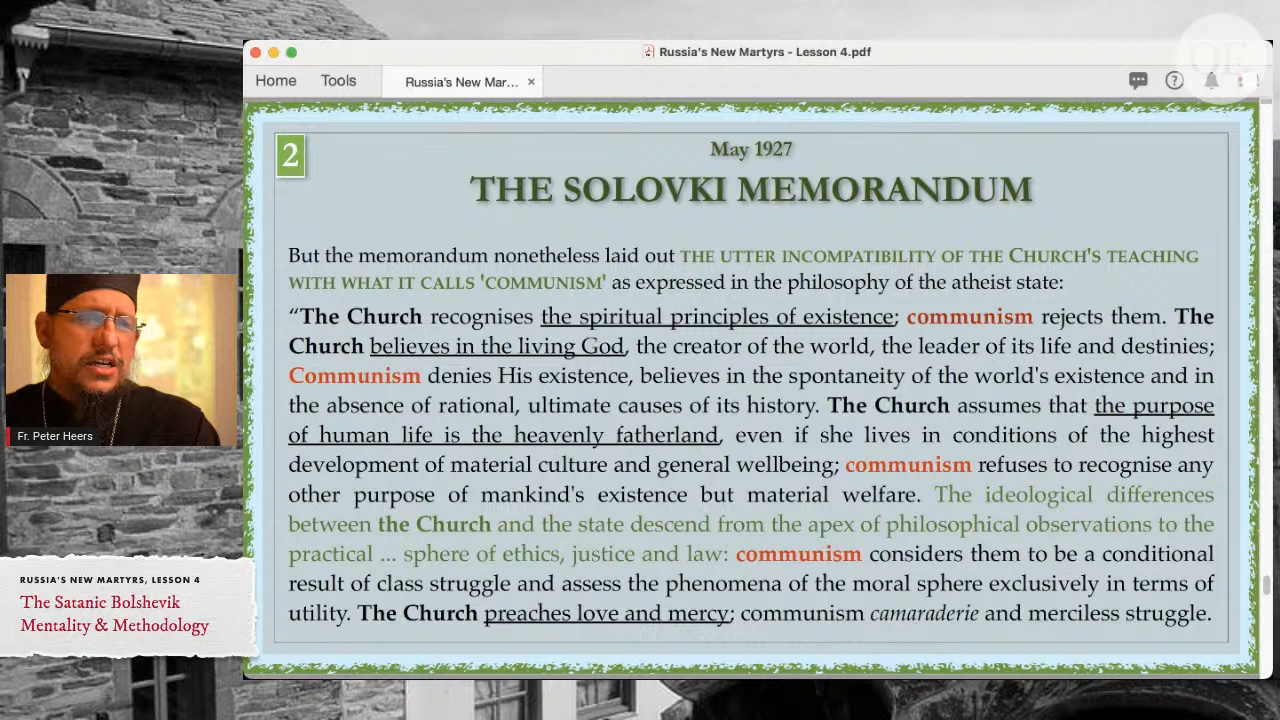 Russia's New Martyrs - Lesson 4.pdf
Home
Tools
Russia's New Mar... ×
2
May 1927
THE SOLOVKI MEMORANDUM
But the memorandum nonetheless laid out THE UTTER INCOMPATIBILITY OF THE CHURCH'S TEACHING
WITH WHAT IT CALLS 'COMMUNISM' as expressed in the philosophy of the atheist state:
“The Church recognises the spiritual principles of existence; communism rejects them. The
Church believes in the living God, the creator of the world, the leader of its life and destinies;
Communism denies His existence, believes in the spontaneity of the world's existence and in
the absence of rational, ultimate causes of its history. The Church assumes that the purpose
of human life is the heavenly fatherland, even if she lives in conditions of the highest
development of material culture and general wellbeing; communism refuses to recognise any
other purpose of mankind's existence but material welfare. The ideological differences
between the Church and the state descend from the apex of philosophical observations to the
practical ... sphere of ethics, justice and law: communism considers them to be a conditional
result of class struggle and assess the phenomena of the moral sphere exclusively in terms of
utility. The Church preaches love and mercy; communism camaraderie and merciless struggle.
Fr. Peter Heers
RUSSIA'S NEW MARTYRS, LESSON 4
The Satanic Bolshevik
Mentality & Methodology